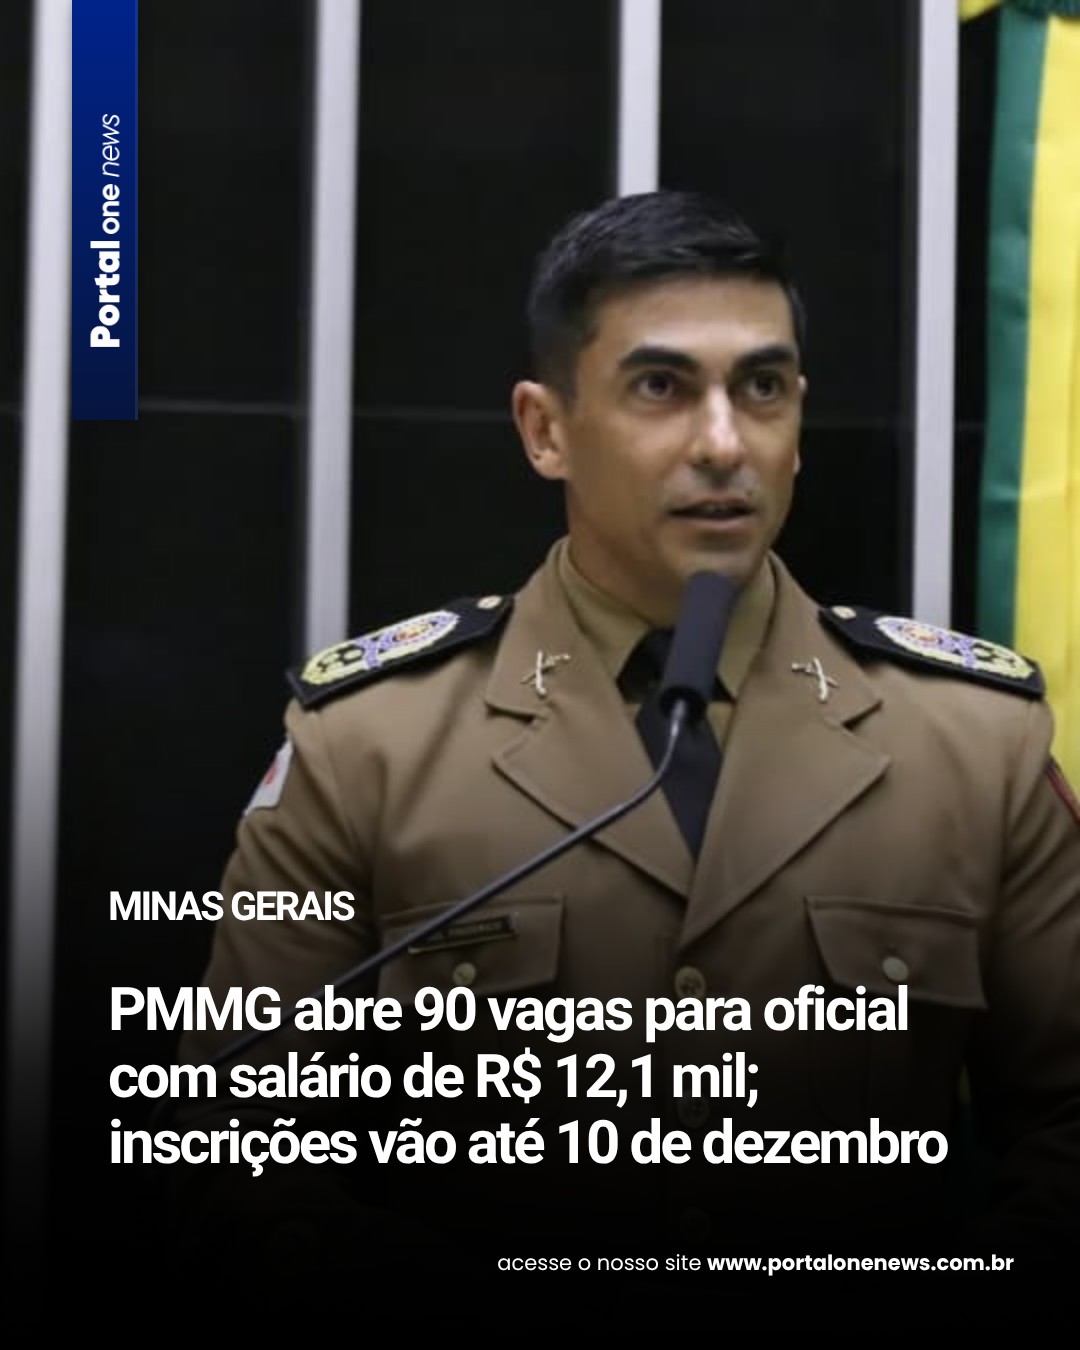 Portal one news
MINAS GERAIS
PMMG abre 90 vagas para oficial
com salário de R$ 12,1 mil;
inscrições vão até 10 de dezembro
acesse o nosso site www.portalonenews.com.br